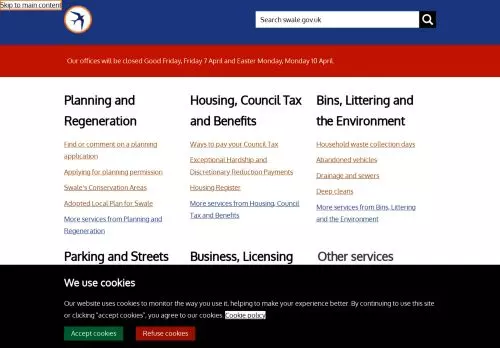 Skip to main content
Search swale.gov.uk
Our offices will be closed Good Friday, Friday 7 April and Easter Monday, Monday 10 April.
Planning and
Regeneration
Find or comment on a planning
application
Applying for planning permission
Swale's Conservation Areas
Adopted Local Plan for Swale
More services from Planning and
Regeneration
Housing, Council Tax
and Benefits
Ways to pay your Council Tax
Exceptional Hardship and
Discretionary Reduction Payments
Housing Register
More services from Housing, Council
Tax and Benefits
Bins, Littering and
the Environment
Household waste collection days
Abandoned vehicles
Drainage and sewers
Deep cleans
More services from Bins, Littering
and the Environment
Parking and Streets
Business, Licensing
Other services
We use cookies
Our website uses cookies to monitor the way you use it, helping to make your experience better. By continuing to use this site
or clicking "accept cookies", you agree to our cookies. Cookie policy
Accept cookies
Refuse cookies